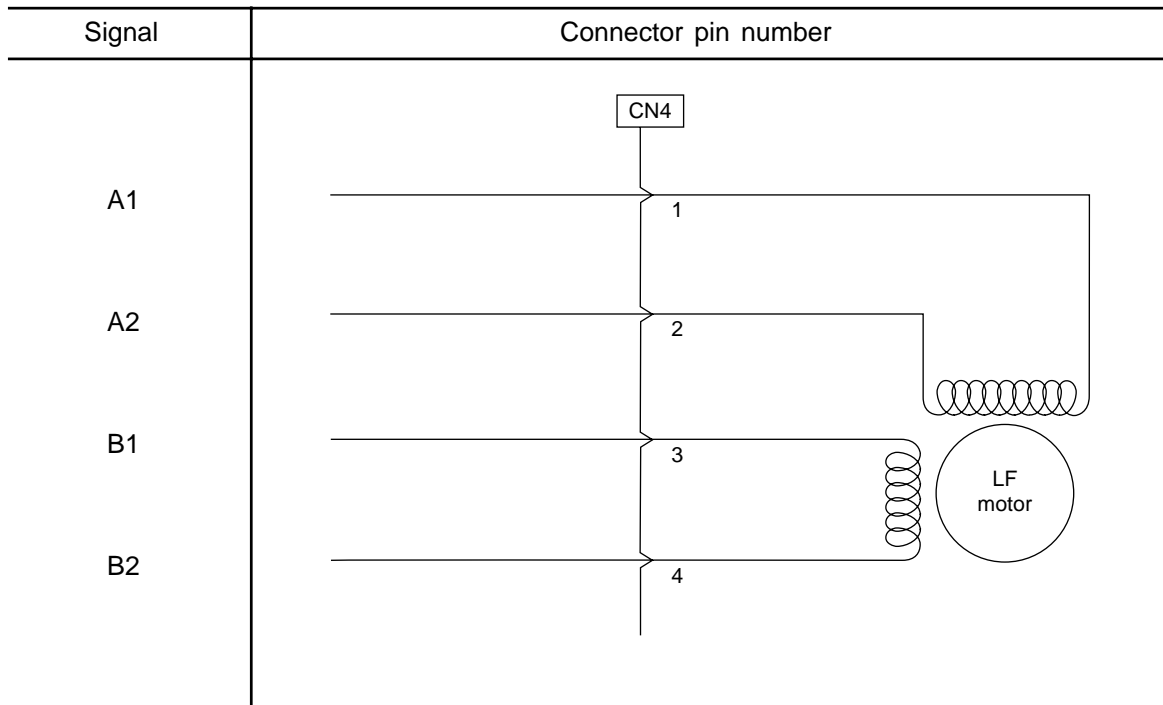 Signal Connector pin number
CN4
A1 1
A2 2
B1 3
LF
motor
B2 4